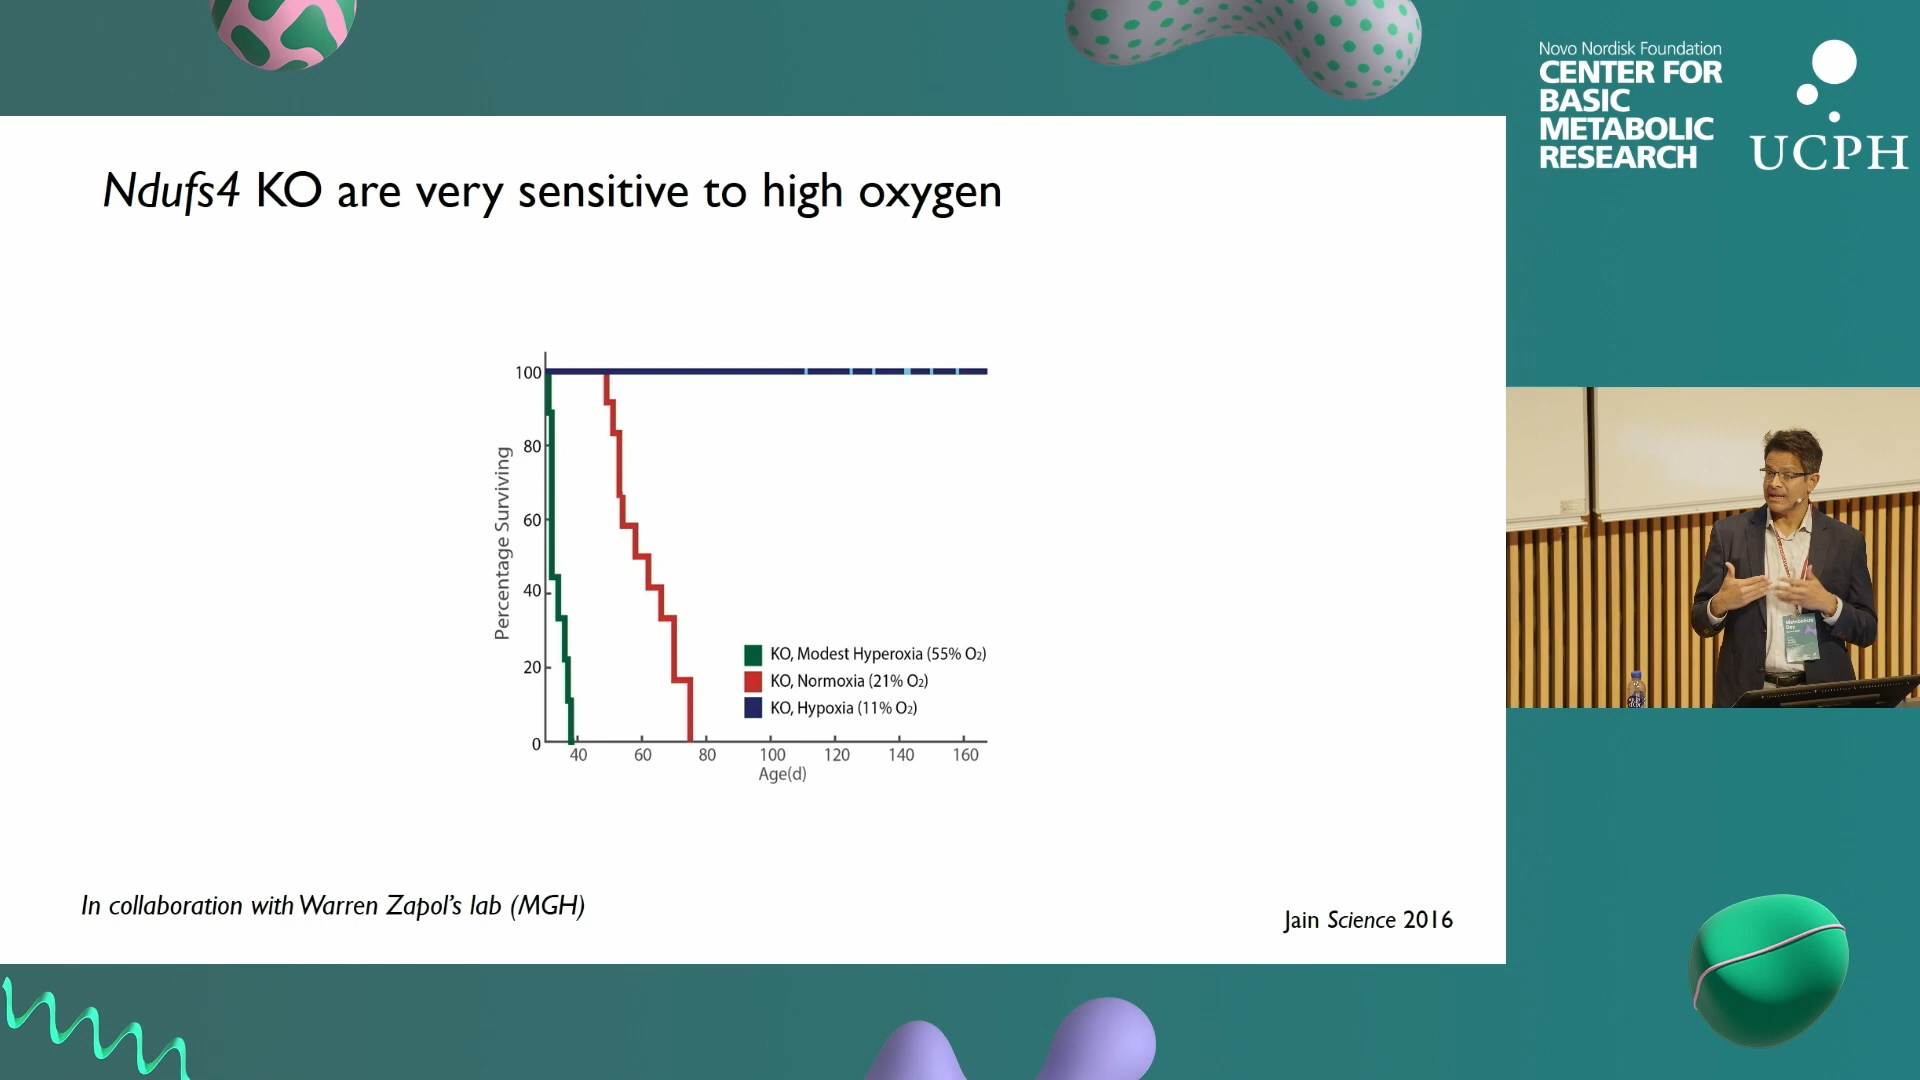 Novo Nordisk Foundation
CENTER FOR
BASIC
METABOLIC
RESEARCH
UCPH
Ndufs4 KO are very sensitive to high oxygen
Percentage Surviving
100
80
60
40
20
0
40 60 80 100 120 140 160
Age(d)
KO, Modest Hyperoxia (55% O2)
KO, Normoxia (21% O2)
KO, Hypoxia (11% O2)
In collaboration with Warren Zapol's lab (MGH)
Jain Science 2016